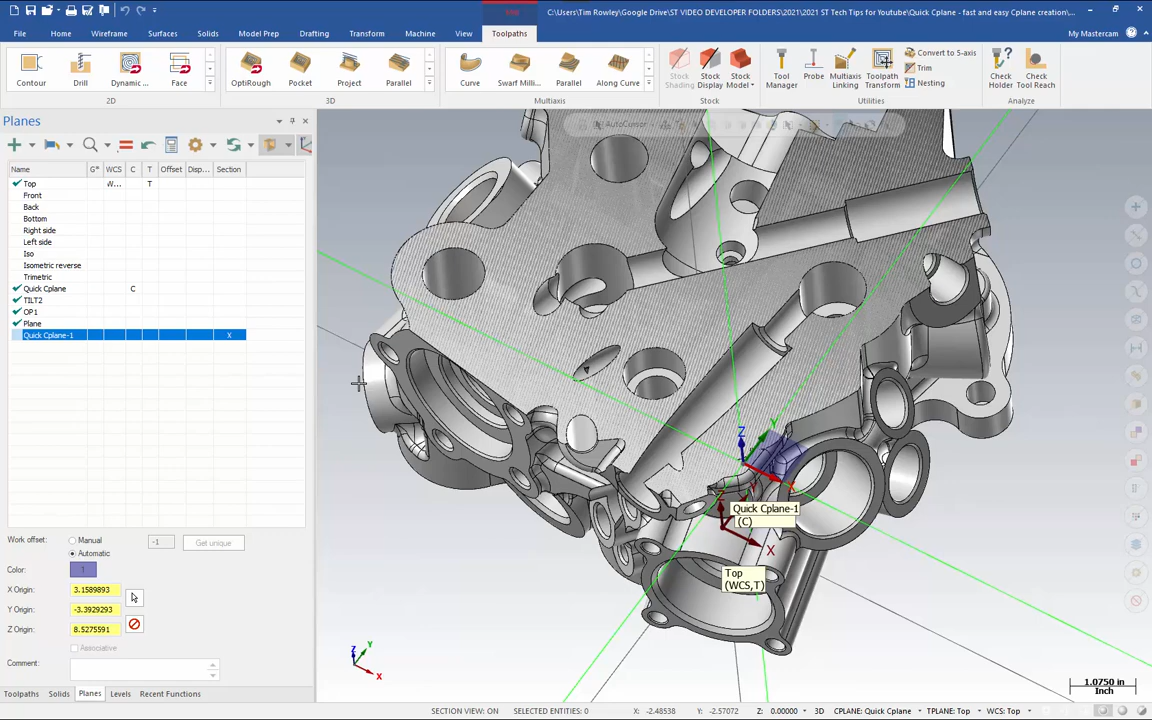 C:\Users\Tim Rowley\Google Drive\ST VIDEO DEVELOPER FOLDERS\2021\2021 ST Tech Tips for Youtube\Quick Cplane - fast and easy Cplane creation\...
File Home Wireframe Surfaces Solids Model Prep Drafting Transform Machine View Toolpaths My Mastercam
Contour Drill Dynamic ... Face
2D
OptiRough Pocket Project Parallel
3D
Curve Swarf Milli... Parallel Along Curve
Multiaxis
Stock Shading Stock Display Stock Model
Stock
Tool Manager Probe Multiaxis Linking Toolpath Transform
Convert to 5-axis
Trim
Nesting
Utilities
Check Holder Check Tool Reach
Analyze
Planes
AutoCursor
Name G WCS C T Offset Disp... Section
Top W... T
Front
Back
Bottom
Right side
Left side
Iso
Isometric reverse
Trimetric
Quick Cplane C
TILT2
OP1
Plane
Quick Cplane-1 X
Work offset: Manual -1 Get unique
Automatic
Color: 1
X Origin: 3.1589893
Y Origin: -3.3929293
Z Origin: 8.5275591
Associative
Comment:
Z Y X
Quick Cplane-1
(C)
X
Top
(WCS,T)
Z Y X
1.0750 in
Inch
Toolpaths Solids Planes Levels Recent Functions
SECTION VIEW: ON SELECTED ENTITIES: 0 X: -2.48538 Y: -2.57072 Z: 0.00000 3D CPLANE: Quick Cplane TPLANE: Top WCS: Top